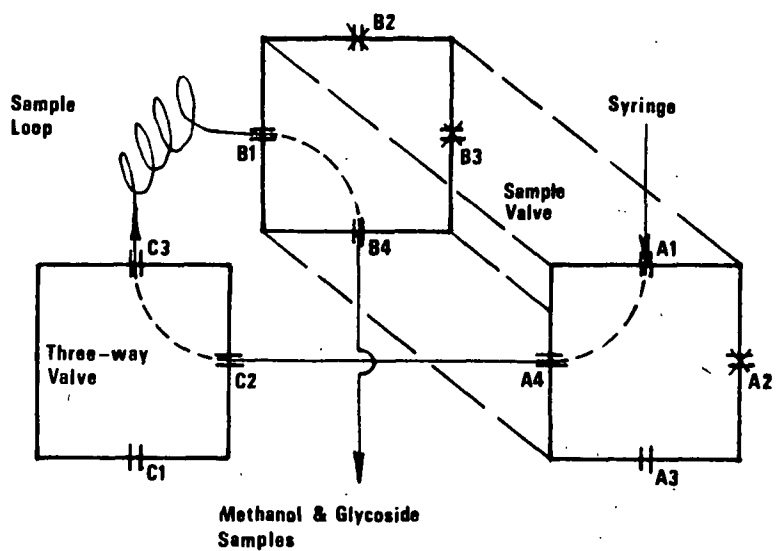 B2
Sample
Loop
Syringe
B1
B3
Sample
Valve
C3
B4
A1
Three-way
Valve
C2
A4
A2
C1
A3
Methanol & Glycoside
Samples